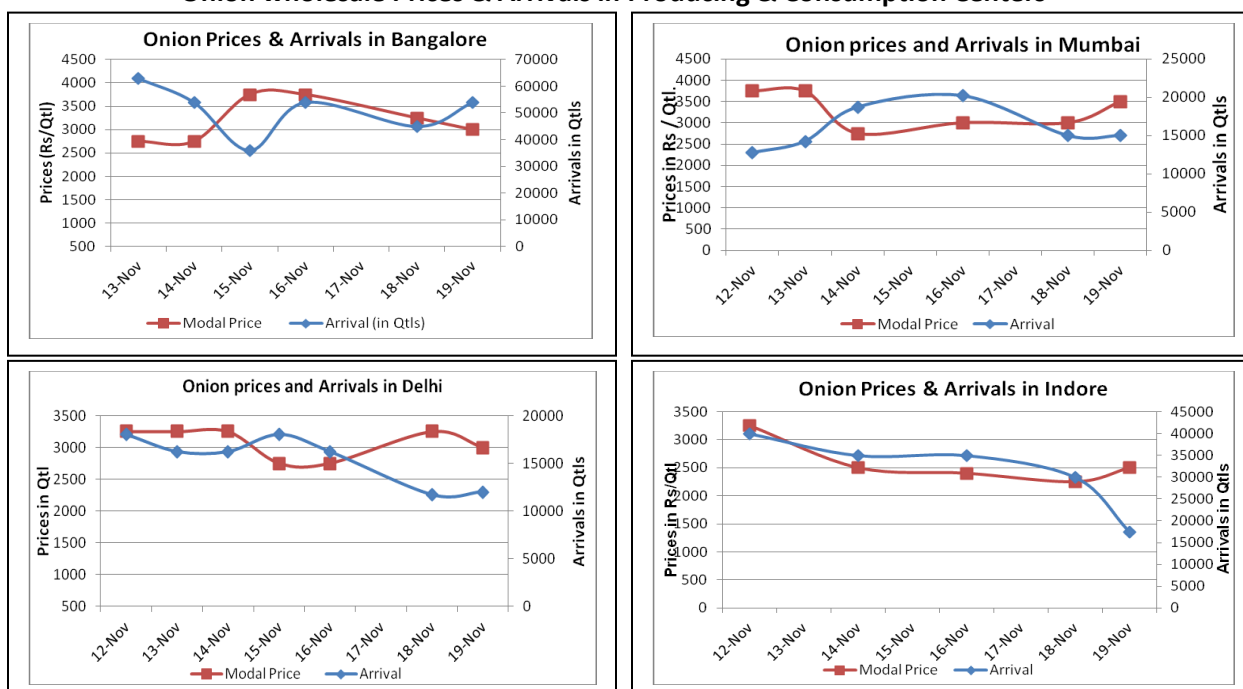 Onion Wholesale Prices & Arrivals in Producing & Consumption Centers
Onion Prices & Arrivals in Bangalore
Prices (Rs/Qtl)
4500
4000
3500
3000
2500
2000
1500
1000
500
70000
60000
50000
40000
30000
20000
10000
0
Arrivals in Qtls
13-Nov
14-Nov
15-Nov
16-Nov
17-Nov
18-Nov
19-Nov
Modal Price
Arrival (in Qtls)
Onion prices and Arrivals in Mumbai
Prices in Rs / Qtl.
4500
4000
3500
3000
2500
2000
1500
1000
500
0
25000
20000
15000
10000
5000
0
Arrivals in Qtls
12-Nov
13-Nov
14-Nov
15-Nov
16-Nov
17-Nov
18-Nov
19-Nov
Modal Price
Arrival
Onion prices and Arrivals in Delhi
Prices in Qtl
3500
3000
2500
2000
1500
1000
500
20000
15000
10000
5000
0
Arrivals in Qtls
12-Nov
13-Nov
14-Nov
15-Nov
16-Nov
17-Nov
18-Nov
19-Nov
Modal Price
Arrival
Onion Prices & Arrivals in Indore
Prices in Rs/Qtl
3500
3000
2500
2000
1500
1000
500
0
45000
40000
35000
30000
25000
20000
15000
10000
5000
0
Arrivals in Qtls
12-Nov
13-Nov
14-Nov
15-Nov
16-Nov
17-Nov
18-Nov
19-Nov
Modal Price
Arrival